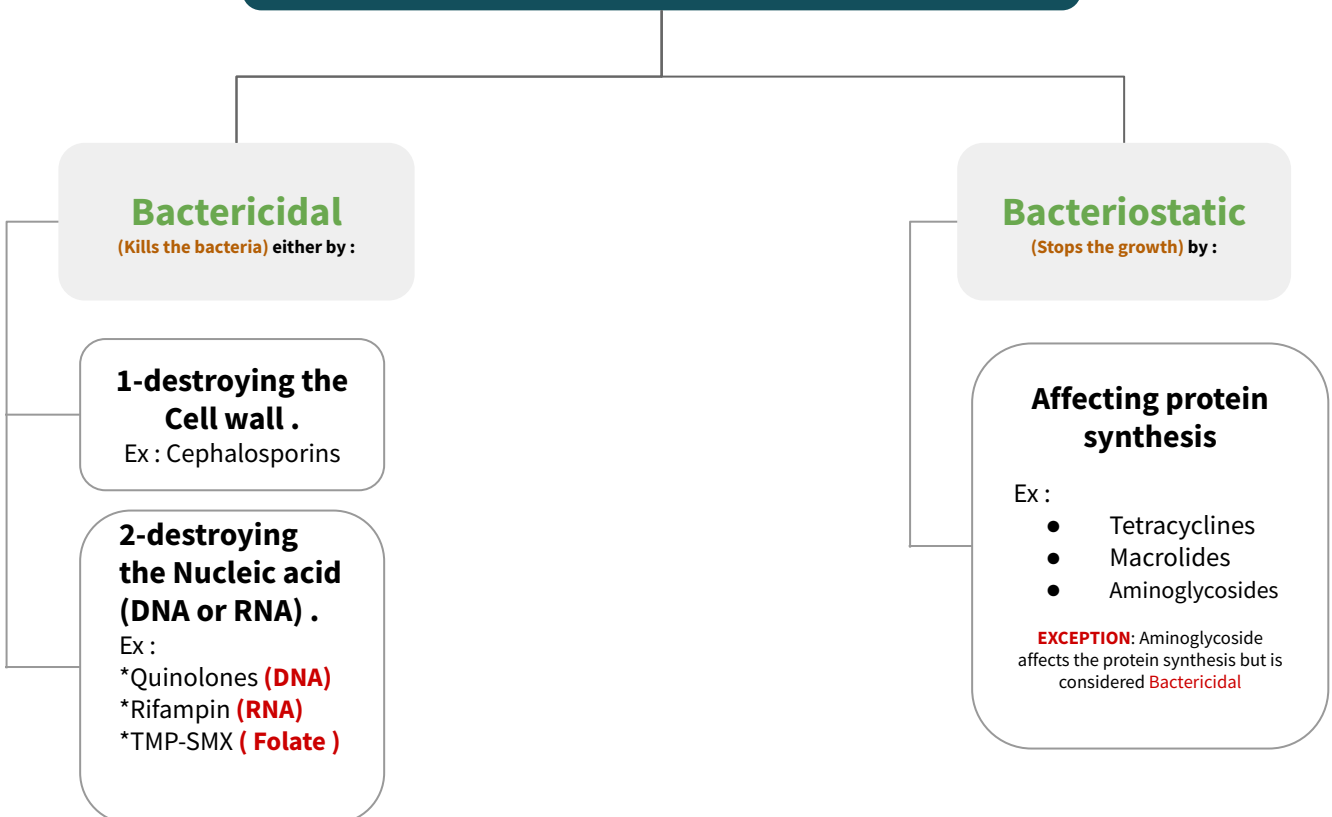 Bactericidal
(Kills the bacteria) either by :
1-destroying the
Cell wall .
Ex : Cephalosporins
2-destroying
the Nucleic acid
(DNA or RNA) .
Ex :
*Quinolones (DNA)
*Rifampin (RNA)
*TMP-SMX ( Folate )
Bacteriostatic
(Stops the growth) by :
Affecting protein
synthesis
Ex :
● Tetracyclines
● Macrolides
● Aminoglycosides
EXCEPTION: Aminoglycoside
affects the protein synthesis but is
considered Bactericidal